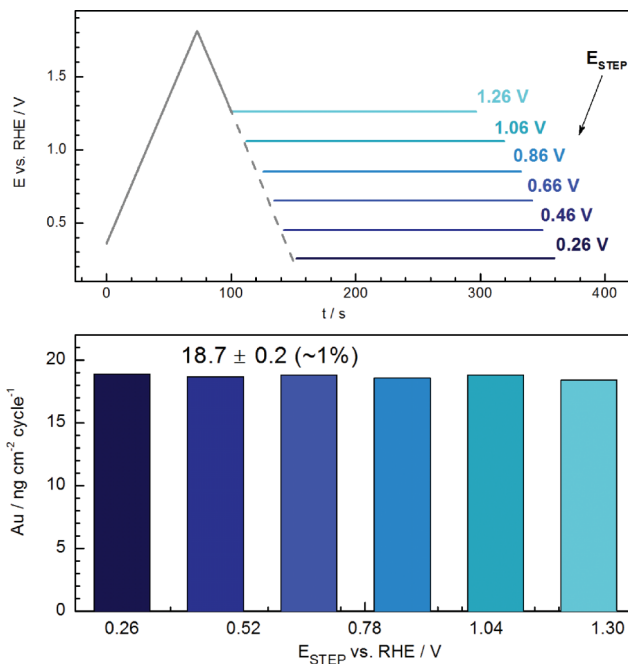 E vs. RHE / V
1.5
1.0
0.5
0
100
200
300
400
t / s
E_STEP
1.26 V
1.06 V
0.86 V
0.66 V
0.46 V
0.26 V
18.7 ± 0.2 (~1%)
Au / ng cm⁻² cycle⁻¹
20
15
10
5
0
0.26
0.52
0.78
1.04
1.30
E_STEP vs. RHE / V